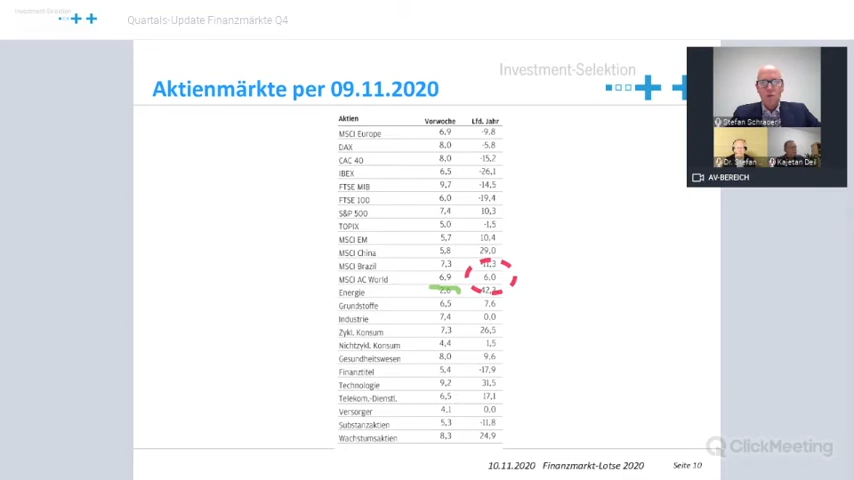 Investment-Selektion
Quartals-Update Finanzmärkte Q4
Investment-Selektion
Aktienmärkte per 09.11.2020
Aktien Vorwoche Lfd. Jahr
MSCI Europe 6,9 -9,8
DAX 8,0 -5,8
CAC 40 8,0 -15,2
IBEX 6,5 -26,1
FTSE MIB 9,7 -14,5
FTSE 100 6,0 -19,4
S&P 500 7,4 10,3
TOPIX 5,0 -1,5
MSCI EM 5,7 10,4
MSCI China 5,8 29,0
MSCI Brazil 7,3
MSCI AC World 6,9 6,0
Energie
Grundstoffe 6,5 7,6
Industrie 7,4 0,0
Zykl. Konsum 7,3 26,5
Nichtzykl. Konsum 4,4 1,5
Gesundheitswesen 8,0 9,6
Finanztitel 5,4 -17,9
Technologie 9,2 31,5
Telekom.-Dienstl. 6,5 17,1
Versorger 4,1 0,0
Substanzaktien 5,3 -11,8
Wachstumsaktien 8,3 24,9
Stefan
Dr. Stefan
Kajetan
AV-BEREICH
ClickMeeting
10.11.2020 Finanzmarkt-Lotse 2020 Seite 10